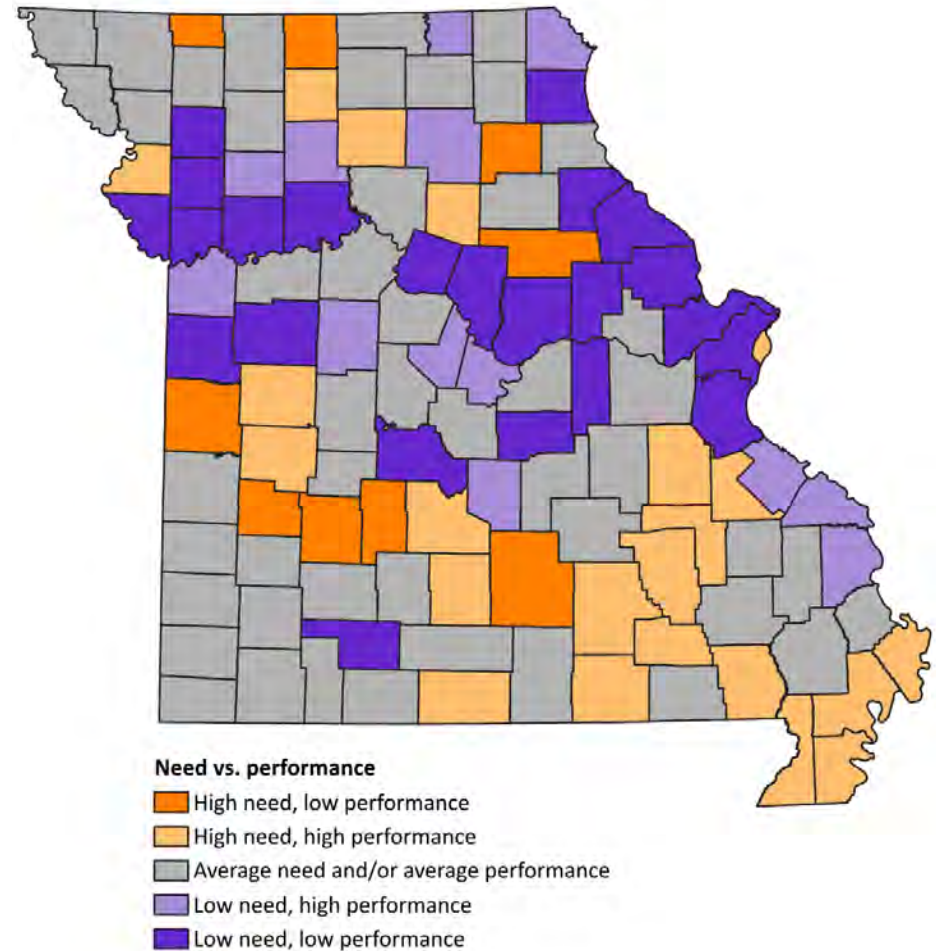 Need vs. performance
High need, low performance
High need, high performance
Average need and/or average performance
Low need, high performance
Low need, low performance